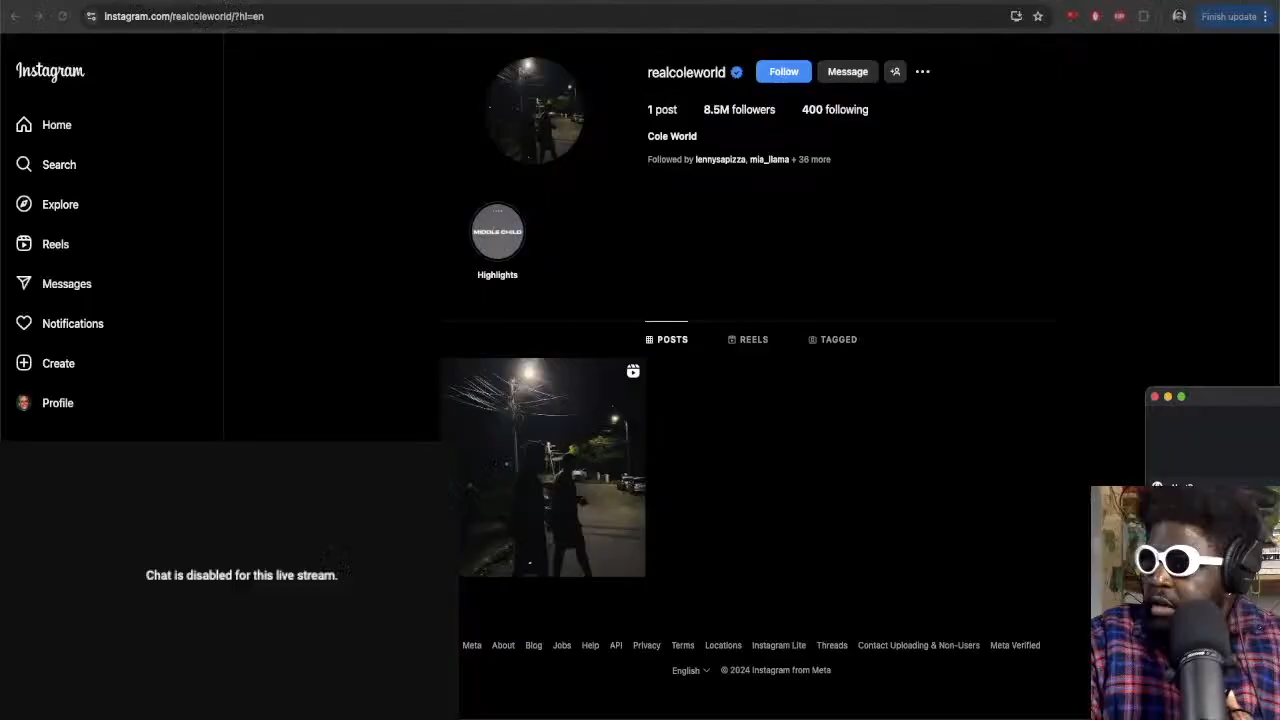 instagram.com/realcoleworld/?hl=en
Finish update
Instagram
Home
Search
Explore
Reels
Messages
Notifications
Create
Profile
realcoleworld
Follow
Message
1 post 8.5M followers 400 following
Cole World
Followed by lennysapizza, mia_llama + 36 more
MIDDLE CHILD
Highlights
POSTS REELS TAGGED
Chat is disabled for this live stream.
Meta About Blog Jobs Help API Privacy Terms Locations Instagram Lite Threads Contact Uploading & Non-Users Meta Verified
English © 2024 Instagram from Meta